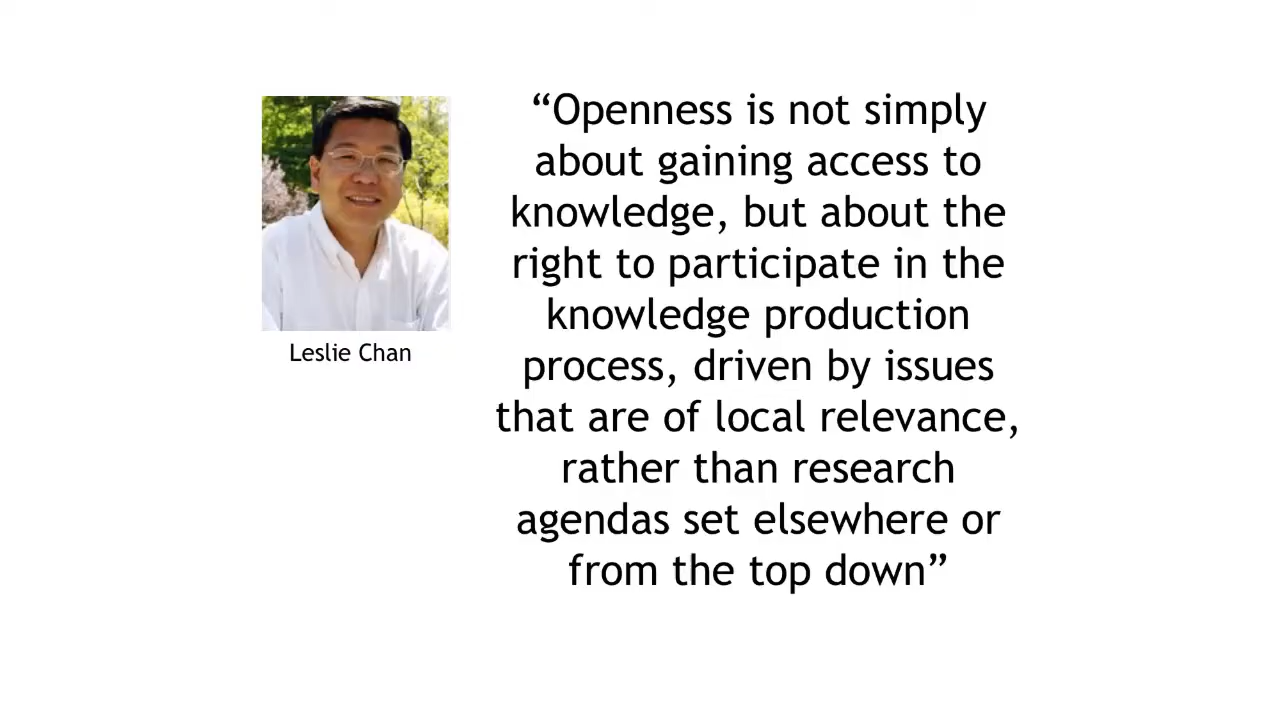 “Openness is not simply
about gaining access to
knowledge, but about the
right to participate in the
knowledge production
process, driven by issues
that are of local relevance,
rather than research
agendas set elsewhere or
from the top down”
Leslie Chan